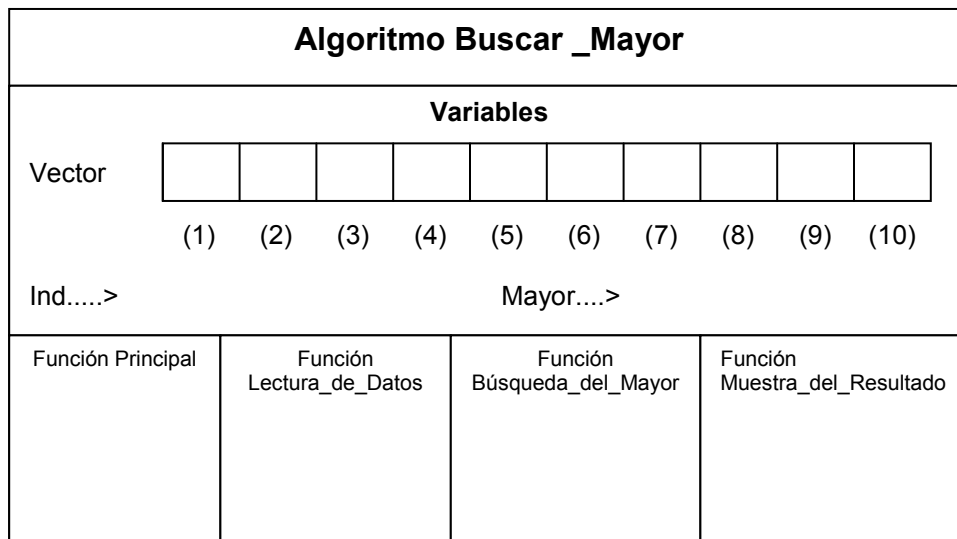 Algoritmo Buscar _Mayor
Variables
Vector
(1) (2) (3) (4) (5) (6) (7) (8) (9) (10)
Ind.....> Mayor....>
Función Principal
Función
Lectura_de_Datos
Función
Búsqueda_del_Mayor
Función
Muestra_del_Resultado